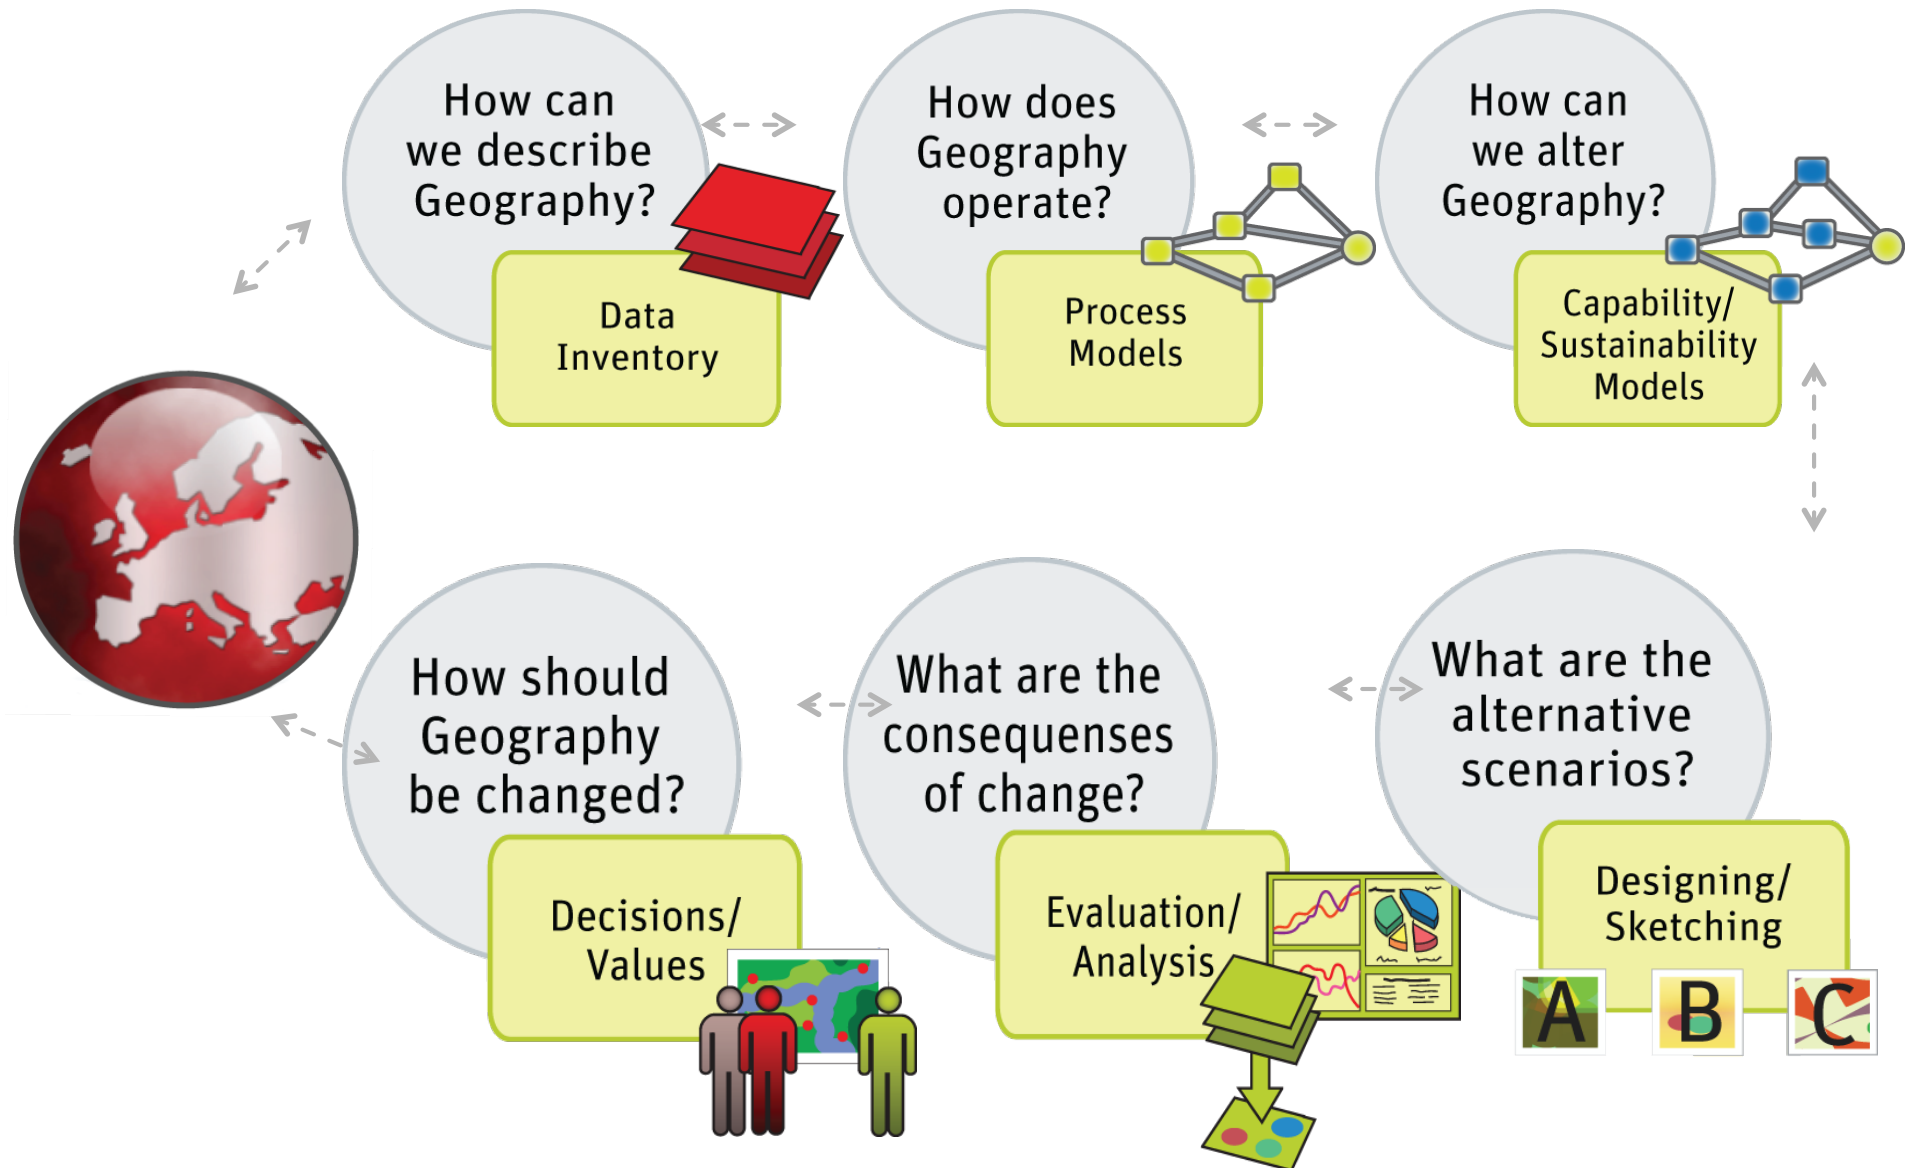 How can
we describe
Geography?
Data
Inventory
How does
Geography
operate?
Process
Models
How can
we alter
Geography?
Capability/
Sustainability
Models
How should
Geography
be changed?
Decisions/
Values
What are the
consequenses
of change?
Evaluation/
Analysis
What are the
alternative
scenarios?
Designing/
Sketching
A
B
C